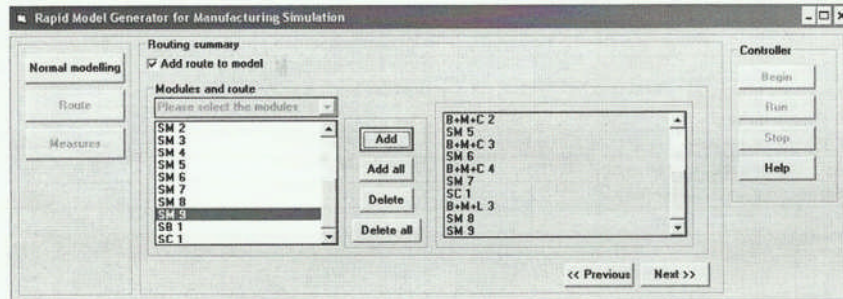 Rapid Model Generator for Manufacturing Simulation
Normal modelling
Route
Measures
Routing summary
Add route to model
Modules and route
Please select the modules
SM 2
SM 3
SM 4
SM 5
SM 6
SM 7
SM 8
SM 9
SB 1
SC 1
Add
Add all
Delete
Delete all
B+M+C 2
SM 5
B+M+C 3
SM 6
B+M+C 4
SM 7
SC 1
B+M+L 3
SM 8
SM 9
<< Previous
Next >>
Controller
Begin
Run
Stop
Help